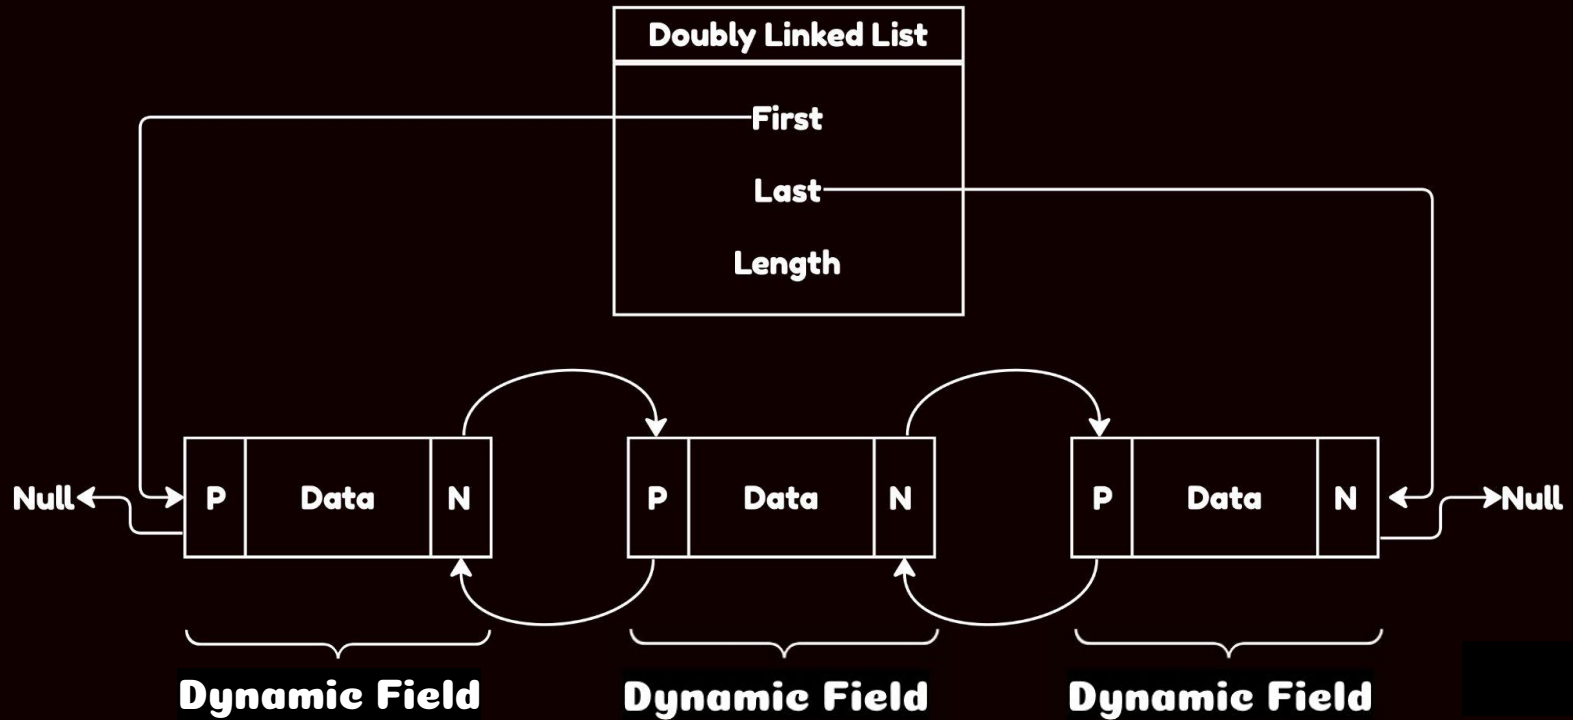 Doubly Linked List
First
Last
Length
Null
P
Data
N
P
Data
N
P
Data
N
Null
Dynamic Field
Dynamic Field
Dynamic Field